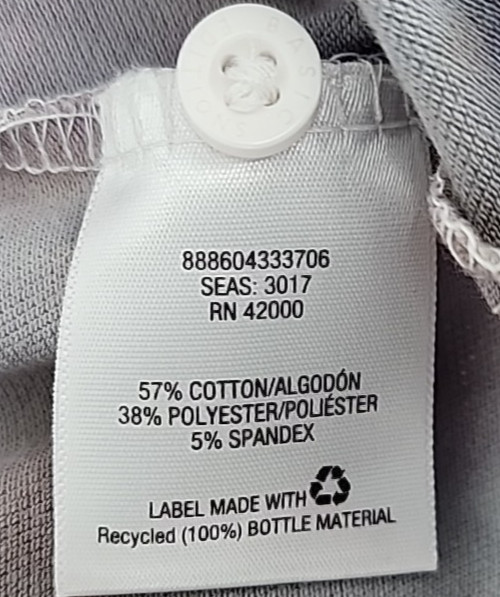 BASIC
888604333706
SEAS: 3017
RN 42000
57% COTTON/ALGODÓN
38% POLYESTER/POLIÉSTER
5% SPANDEX
LABEL MADE WITH
Recycled (100%) BOTTLE MATERIAL